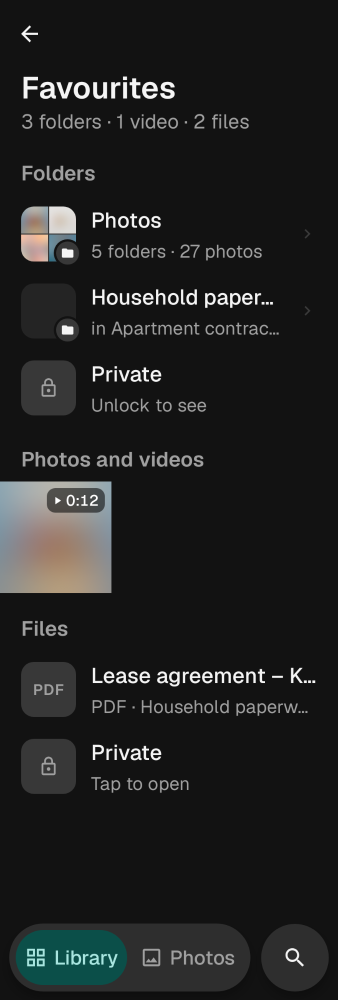 Favourites
3 folders · 1 video · 2 files
Folders
Photos
5 folders · 27 photos
Household paper…
in Apartment contrac…
Private
Unlock to see
Photos and videos
0:12
Files
PDF
Lease agreement – K…
PDF · Household paperw…
Private
Tap to open
Library
Photos